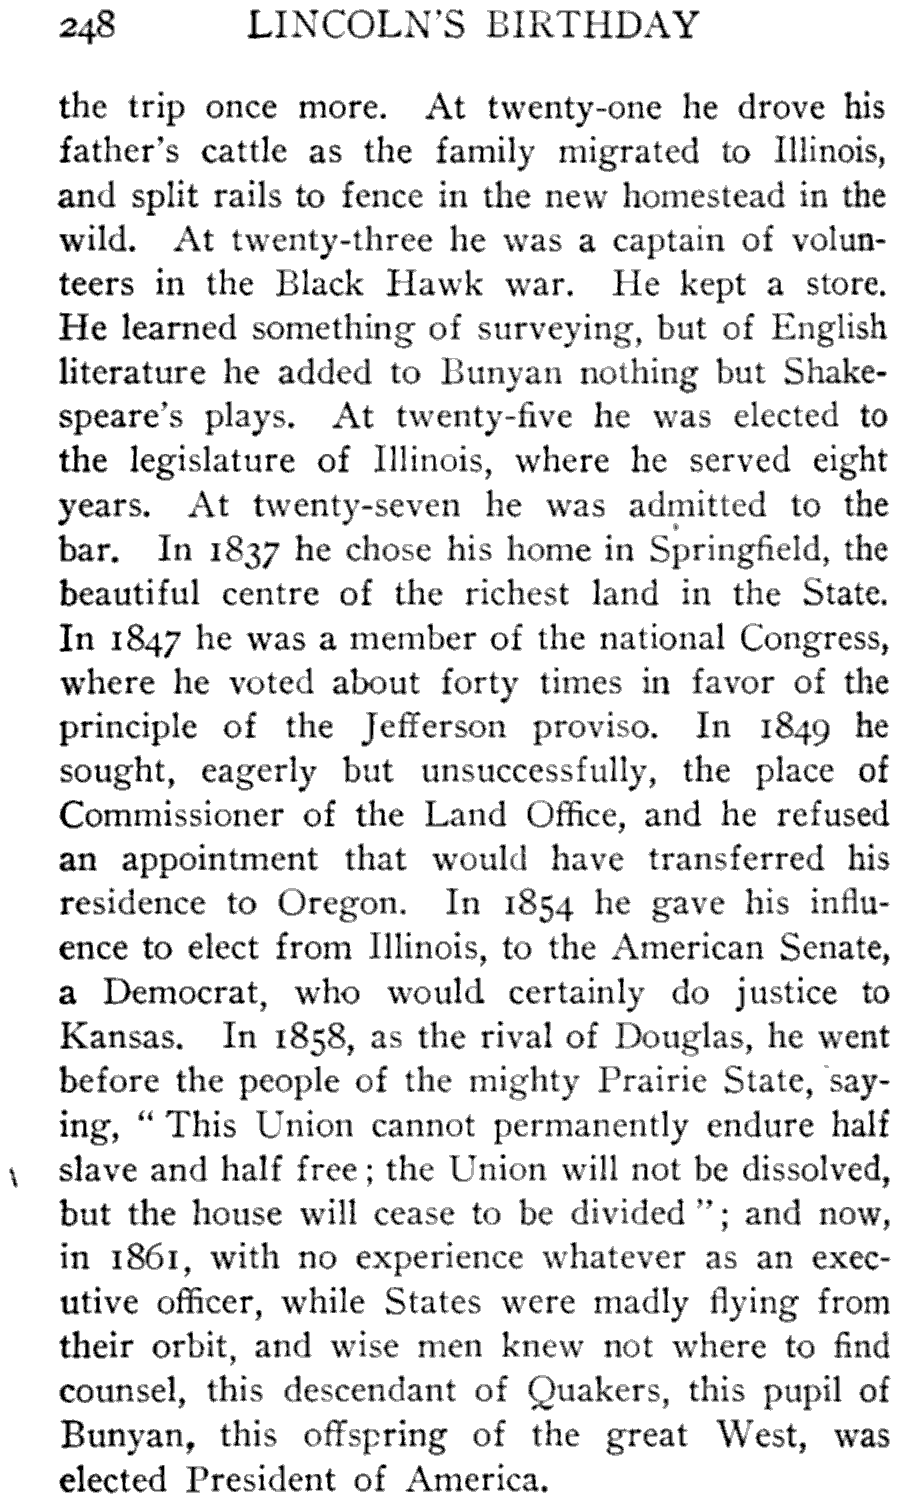 248 LINCOLN'S BIRTHDAY
the trip once more. At twenty-one he drove his
father's cattle as the family migrated to Illinois,
and split rails to fence in the new homestead in the
wild. At twenty-three he was a captain of volun-
teers in the Black Hawk war. He kept a store.
He learned something of surveying, but of English
literature he added to Bunyan nothing but Shake-
speare's plays. At twenty-five he was elected to
the legislature of Illinois, where he served eight
years. At twenty-seven he was admitted to the
bar. In 1837 he chose his home in Springfield, the
beautiful centre of the richest land in the State.
In 1847 he was a member of the national Congress,
where he voted about forty times in favor of the
principle of the Jefferson proviso. In 1849 he
sought, eagerly but unsuccessfully, the place of
Commissioner of the Land Office, and he refused
an appointment that would have transferred his
residence to Oregon. In 1854 he gave his influ-
ence to elect from Illinois, to the American Senate,
a Democrat, who would certainly do justice to
Kansas. In 1858, as the rival of Douglas, he went
before the people of the mighty Prairie State, say-
ing, “ This Union cannot permanently endure half
slave and half free ; the Union will not be dissolved,
but the house will cease to be divided ” ; and now,
in 1861, with no experience whatever as an exec-
utive officer, while States were madly flying from
their orbit, and wise men knew not where to find
counsel, this descendant of Quakers, this pupil of
Bunyan, this offspring of the great West, was
elected President of America.